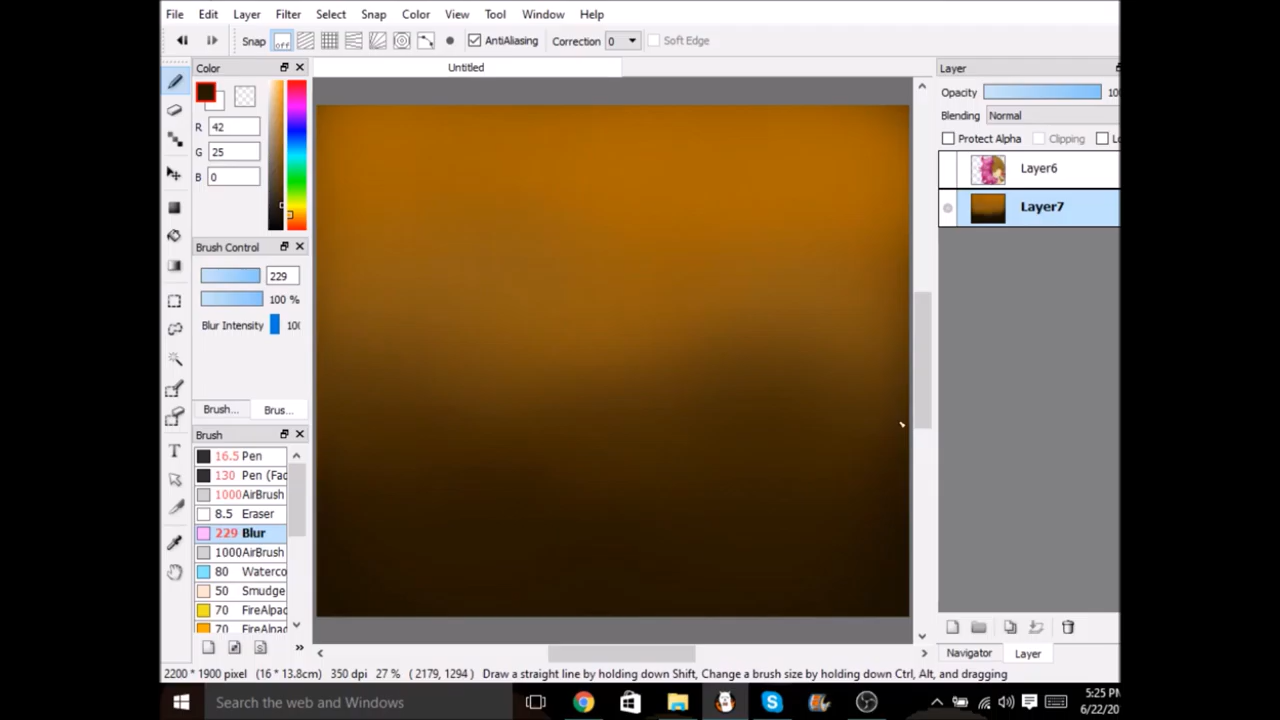 File Edit Layer Filter Select Snap Color View Tool Window Help
Snap off AntiAliasing Correction 0 Soft Edge
Color
Untitled
Layer
R 42
G 25
B 0
Opacity 10
Blending Normal
Protect Alpha Clipping Lo
Layer6
Layer7
Brush Control
229
100 %
Blur Intensity 10
Brush... Brus...
Brush
16.5 Pen
130 Pen (Fad
1000 AirBrush
8.5 Eraser
229 Blur
1000 AirBrush
80 Waterco
50 Smudge
70 FireAlpac
70 FireAlpac
Navigator Layer
2200 * 1900 pixel (16 * 13.8cm) 350 dpi 27 % ( 2179, 1294 ) Draw a straight line by holding down Shift, Change a brush size by holding down Ctrl, Alt, and dragging
Search the web and Windows
5:25 PM
6/22/20